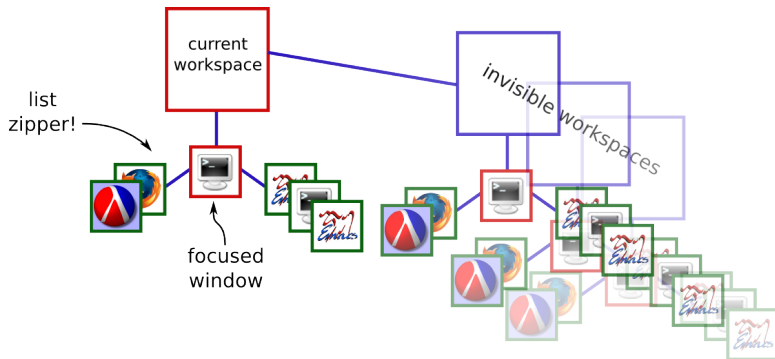 current
workspace
invisible workspaces
list
zipper!
focused
window
>_
>_
>_
>_